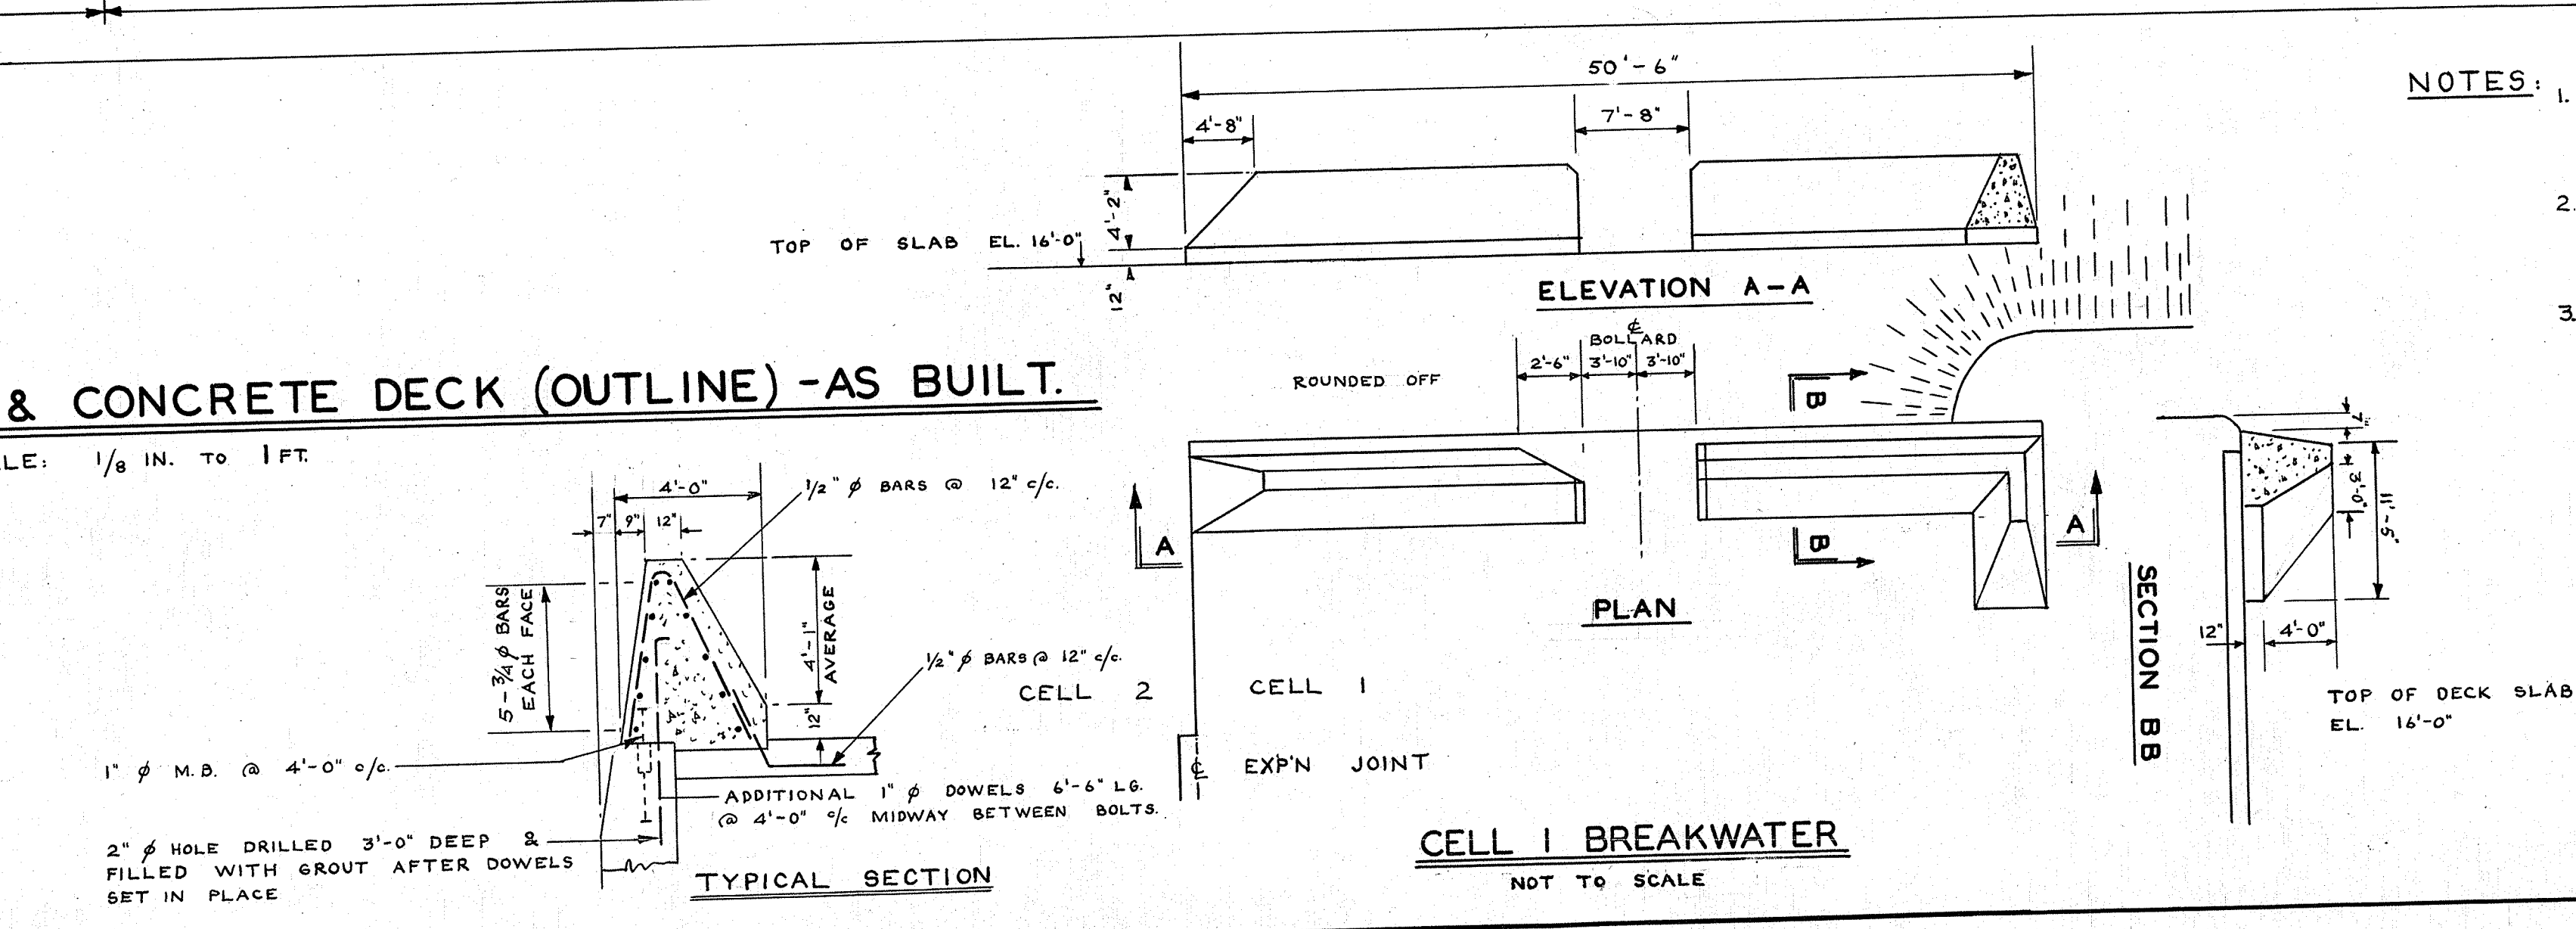 50'-6"
NOTES:
1.
4'-8"
7'-8"
2.
4'-2"
TOP OF SLAB EL. 16'-0"
12"
ELEVATION A-A
3.
℄
BOLLARD
2'-6" 3'-10" 3'-10"
ROUNDED OFF
B
& CONCRETE DECK (OUTLINE) - AS BUILT.
LE: 1/8 IN. TO 1 FT.
7"
3'-0"
11'-5"
4'-0"
1/2" ϕ BARS @ 12" c/c.
7" 9" 12"
A
A
B
5-3/4 ϕ BARS
EACH FACE
4'-1"
AVERAGE
12"
PLAN
SECTION BB
12" 4'-0"
1/2" ϕ BARS @ 12" c/c.
CELL 2 CELL 1
TOP OF DECK SLAB
EL. 16'-0"
1" ϕ M.B. @ 4'-0" c/c.
℄ EXP'N JOINT
ADDITIONAL 1" ϕ DOWELS 6'-6" LG.
@ 4'-0" c/c MIDWAY BETWEEN BOLTS.
2" ϕ HOLE DRILLED 3'-0" DEEP &
FILLED WITH GROUT AFTER DOWELS
SET IN PLACE
TYPICAL SECTION
CELL 1 BREAKWATER
NOT TO SCALE